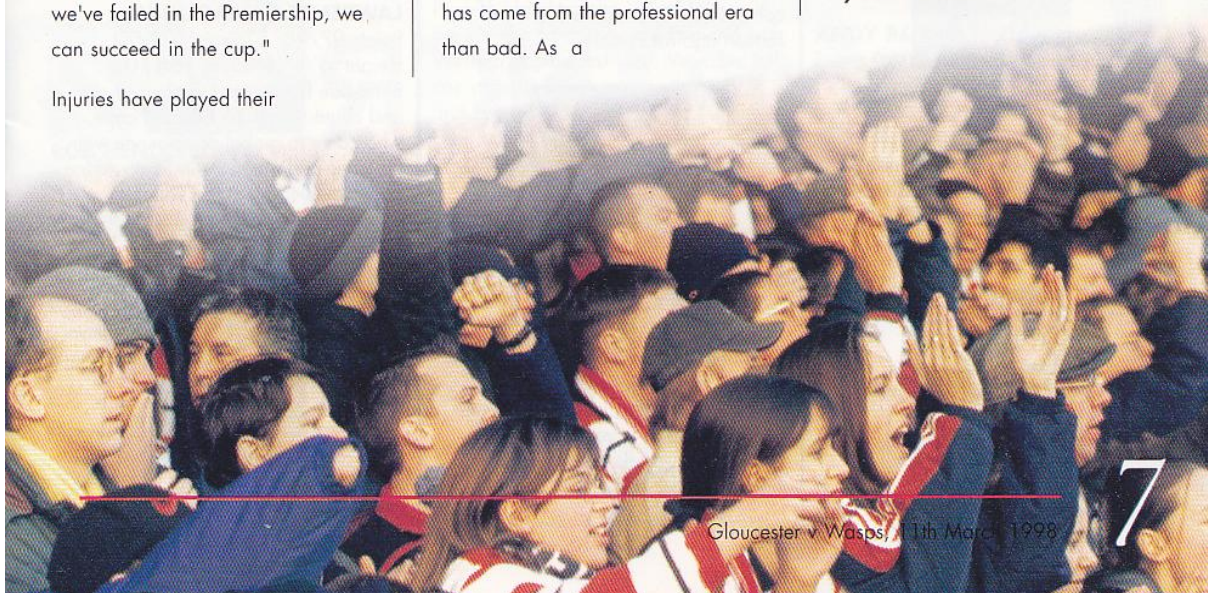 we've failed in the Premiership, we
can succeed in the cup."
Injuries have played their
has come from the professional era
than bad. As a
Gloucester v Wasps, 11th March 1998
7